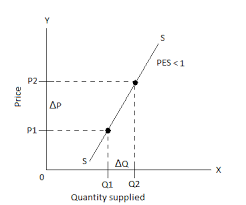 Y
S
PES < 1
P2
Price
ΔP
P1
S
ΔQ
0
Q1 Q2
X
Quantity supplied